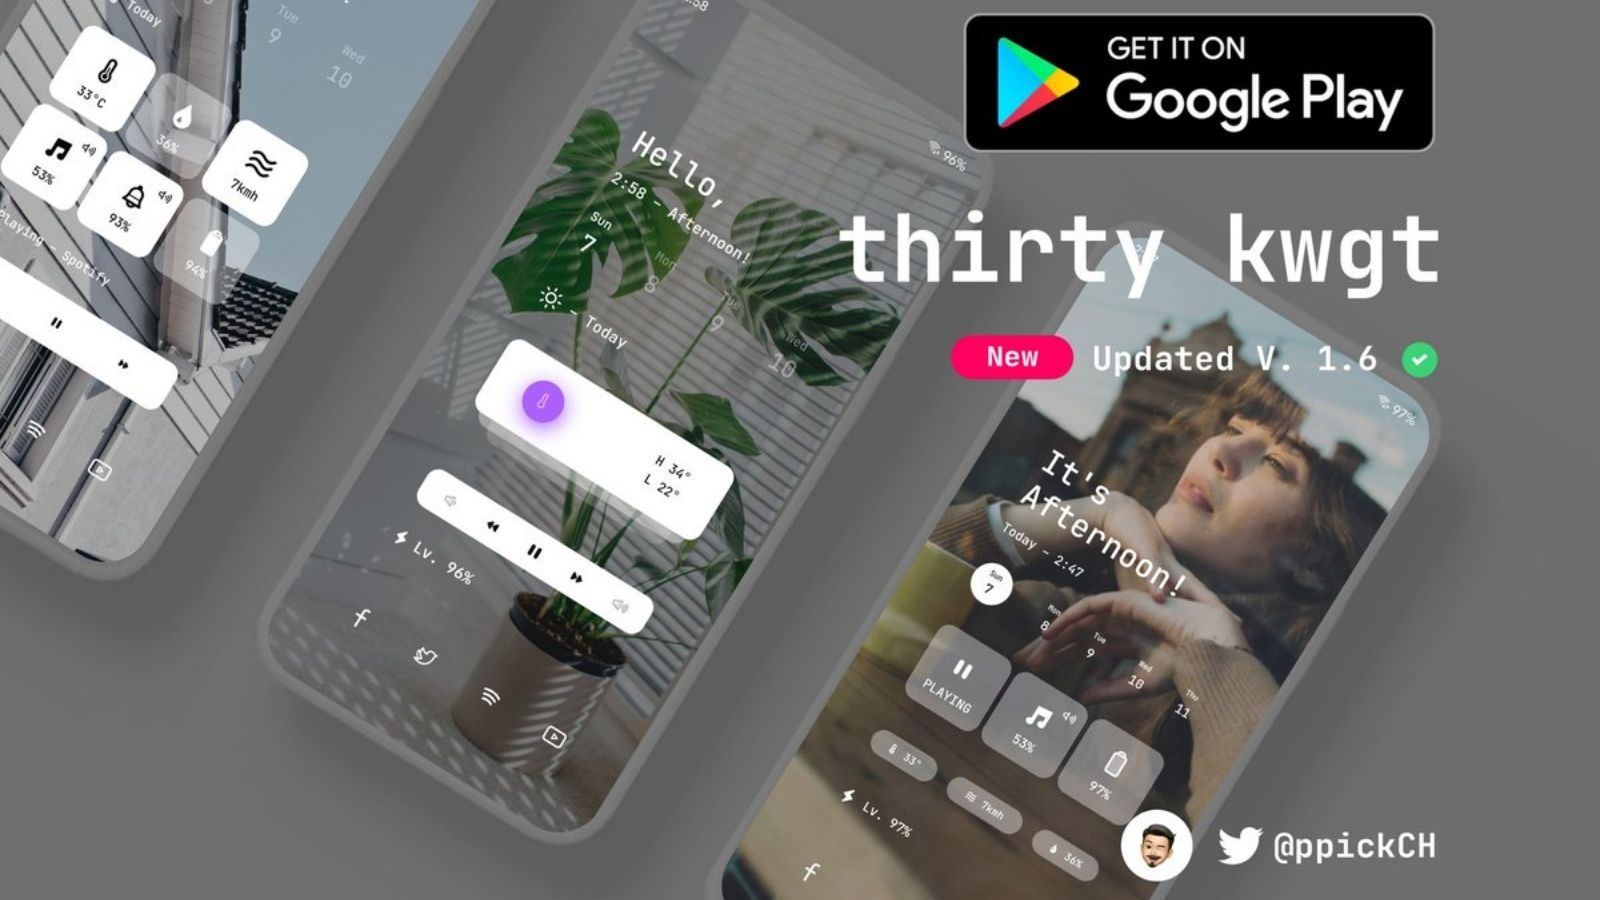 GET IT ON
Google Play
thirty kwgt
New Updated V. 1.6
@ppickCH
Today
Tue
9
Wed
10
33°C
36%
7kmh
53%
93%
94%
Playing - Spotify
:58
96%
Hello,
2:58 - Afternoon!
Sun
7
Mon
8
Tue
9
Wed
10
- Today
H 34°
L 22°
Lv. 96%
97%
It's
Afternoon!
Today - 2:47
Sun
7
Mon
8
Tue
9
Wed
10
Thu
11
PLAYING
53%
97%
33°
7kmh
36%
Lv. 97%